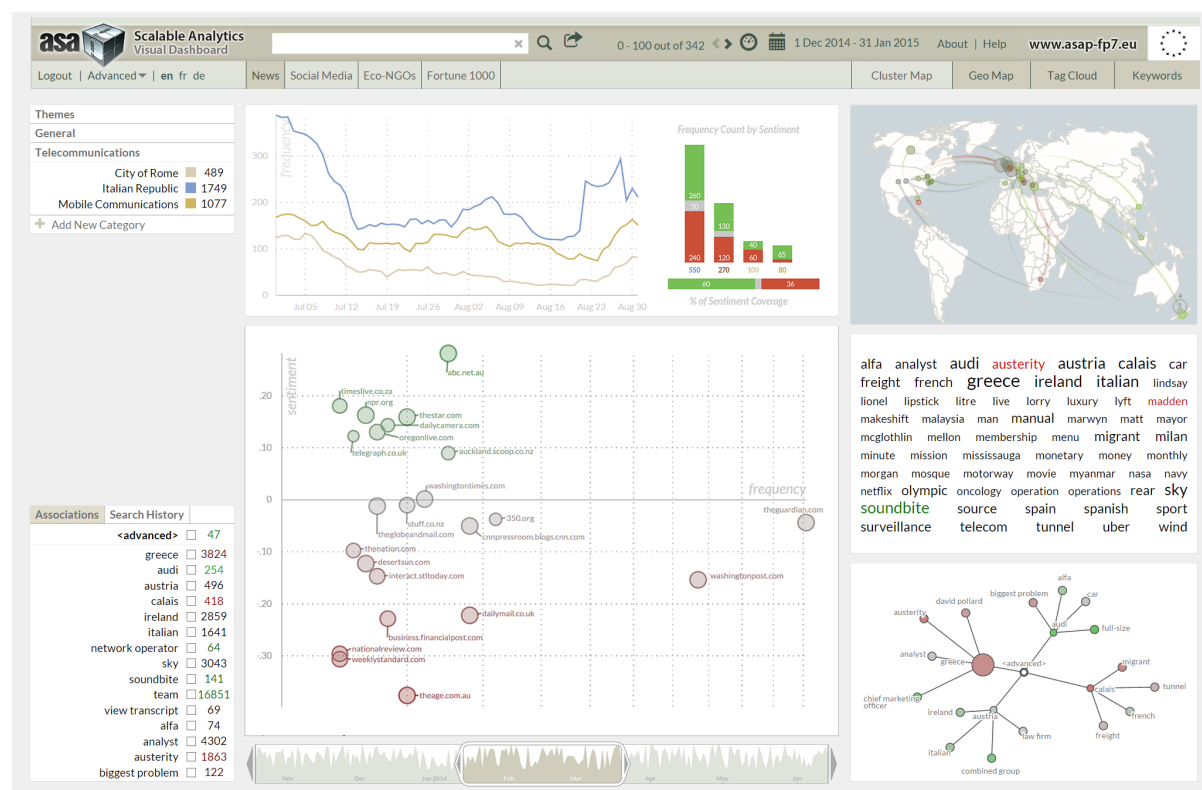 asa Scalable Analytics
Visual Dashboard
0 - 100 out of 342
1 Dec 2014 - 31 Jan 2015
About | Help
www.asap-fp7.eu
Logout | Advanced | en fr de
News Social Media Eco-NGOs Fortune 1000
Cluster Map Geo Map Tag Cloud Keywords
Themes
General
Telecommunications
City of Rome 489
Italian Republic 1749
Mobile Communications 1077
Add New Category
frequency
300
200
100
0
Jul 05 Jul 12 Jul 19 Jul 26 Aug 02 Aug 09 Aug 16 Aug 23 Aug 30
Frequency Count by Sentiment
260
50
240
550
130
120
270
40
60
100
65
80
60 36
% of Sentiment Coverage
4
1
sentiment
.20
.10
0
-.10
.20
.30
frequency
abc.net.au
timeslive.co.za
npr.org
thestar.com
dailycamera.com
oregonlive.com
telegraph.co.uk
auckland.scoop.co.nz
washingtontimes.com
theguardian.com
stuff.co.nz
350.org
theglobeandmail.com
cnnpressroom.blogs.cnn.com
thenation.com
desertsun.com
interact.stltoday.com
washingtonpost.com
dailymail.co.uk
business.financialpost.com
nationalreview.com
weeklystandard.com
theage.com.au
Nov Dec Jan 2014 Feb Mar Apr May Jun
Associations Search History
<advanced> 47
greece 3824
audi 254
austria 496
calais 418
ireland 2859
italian 1641
network operator 64
sky 3043
soundbite 141
team 16851
view transcript 69
alfa 74
analyst 4302
austerity 1863
biggest problem 122
alfa analyst audi austerity austria calais car
freight french greece ireland italian lindsay
lionel lipstick litre live lorry luxury lyft madden
makeshift malaysia man manual marwyn matt mayor
mcglothlin mellon membership menu migrant milan
minute mission mississauga monetary money monthly
morgan mosque motorway movie myanmar nasa navy
netflix olympic oncology operation operations rear sky
soundbite source spain spanish sport
surveillance telecom tunnel uber wind
alfa
biggest problem
car
david pollard
austerity
audi
full-size
analyst
greece
<advanced>
migrant
calais
tunnel
chief marketing
officer
ireland
austria
french
law firm
freight
italian
combined group